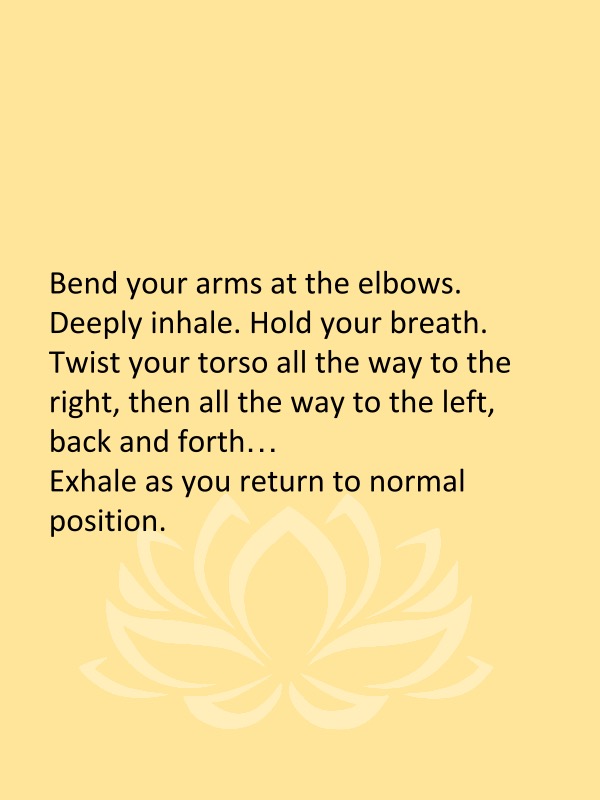 Bend your arms at the elbows.
Deeply inhale. Hold your breath.
Twist your torso all the way to the
right, then all the way to the left,
back and forth…
Exhale as you return to normal
position.